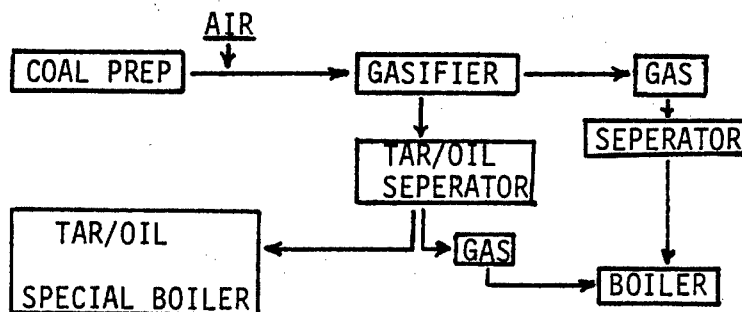 AIR
COAL PREP
GASIFIER
GAS
SEPERATOR
TAR/OIL
SEPERATOR
TAR/OIL
GAS
SPECIAL BOILER
BOILER